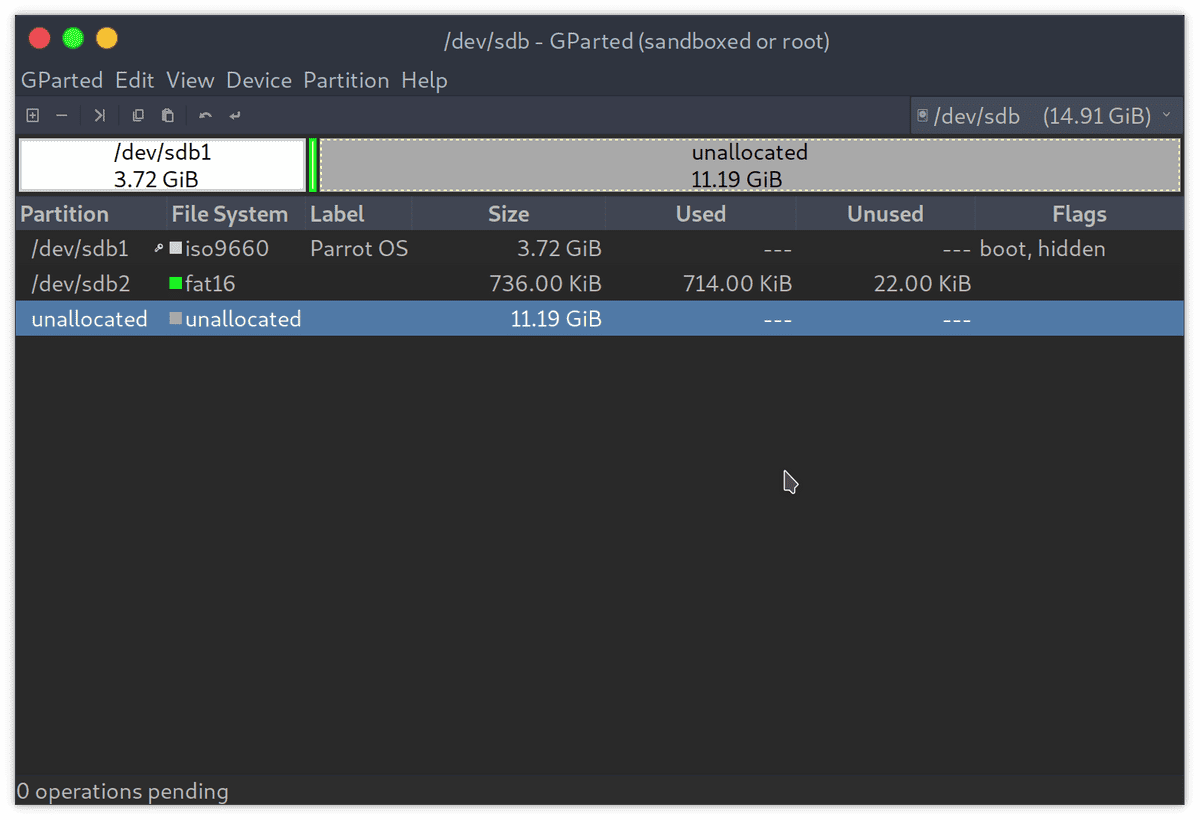 /dev/sdb - GParted (sandboxed or root)
GParted Edit View Device Partition Help
/dev/sdb (14.91 GiB)
/dev/sdb1 unallocated
3.72 GiB 11.19 GiB
Partition File System Label Size Used Unused Flags
/dev/sdb1 iso9660 Parrot OS 3.72 GiB --- --- boot, hidden
/dev/sdb2 fat16 736.00 KiB 714.00 KiB 22.00 KiB
unallocated unallocated 11.19 GiB --- ---
0 operations pending